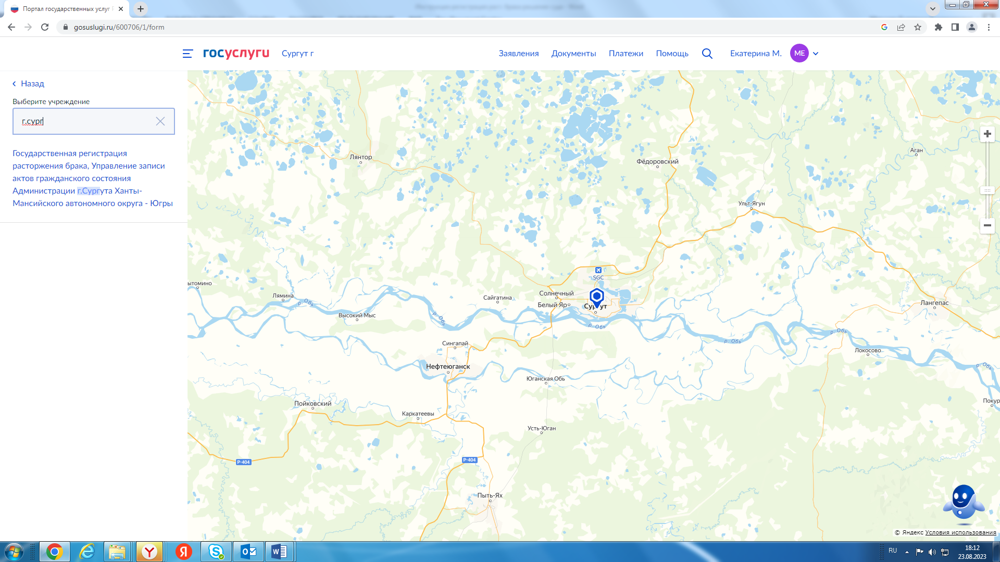 Портал государственных услуг
gosuslugi.ru/600706/1/form
госуслуги
Сургут г
Заявления
Документы
Платежи
Помощь
Екатерина М.
МЕ
Назад
Выберите учреждение
г.сург
Государственная регистрация
расторжения брака, Управление записи
актов гражданского состояния
Администрации г.Сургута Ханты-
Мансийского автономного округа - Югры
Лянтор
Фёдоровский
Аган
Ульт-Ягун
SGC
ытомино
Лямина
р. Обь
Сайгатина
Солнечный
Белый Яр
Сургут
Лангепас
Высокий Мыс
р. Обь
р. Обь
р. Обь
р. Обь
Сингапай
Локосово
Нефтеюганск
р. Обь
Юганская Обь
Покур
Пойковский
Каркатеевы
Усть-Юган
Р-404
Р-404
Пыть-Ях
© Яндекс Условия использования
RU
18:12
23.08.2023